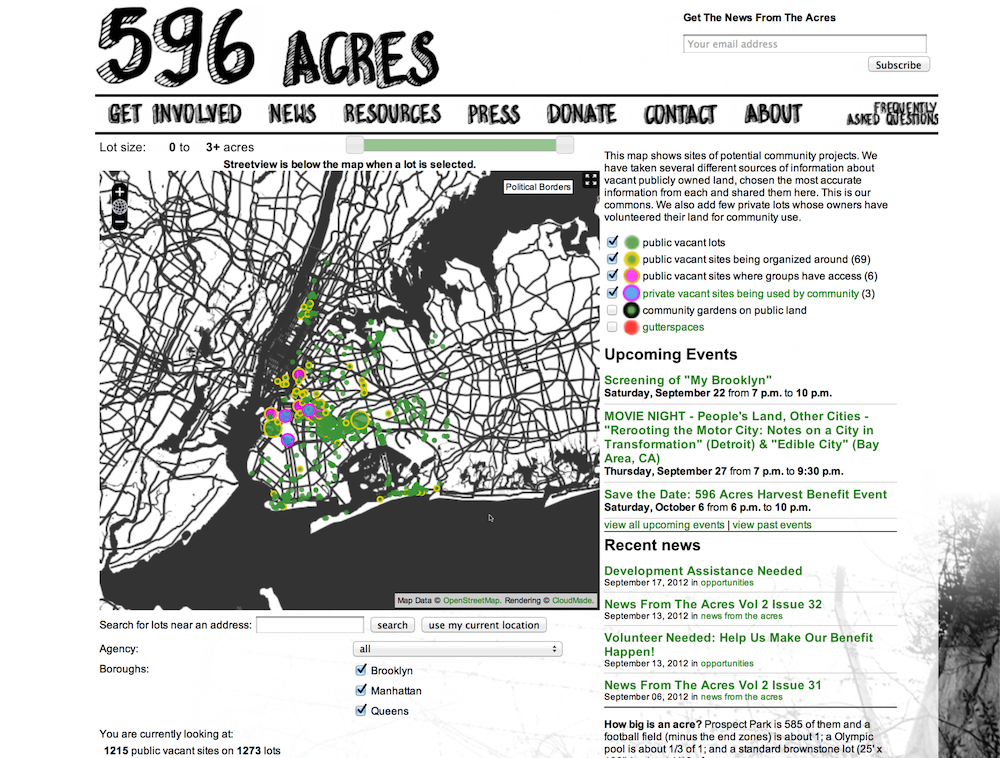 596 ACRES
Get The News From The Acres
Your email address
Subscribe
GET INVOLVED NEWS RESOURCES PRESS DONATE CONTACT ABOUT FREQUENTLY
ASKED QUESTIONS
Lot size: 0 to 3+ acres
Streetview is below the map when a lot is selected.
Political Borders
Map Data © OpenStreetMap. Rendering © CloudMade.
Search for lots near an address: search use my current location
Agency: all
Boroughs: Brooklyn
Manhattan
Queens
You are currently looking at:
1215 public vacant sites on 1273 lots
This map shows sites of potential community projects. We
have taken several different sources of information about
vacant publicly owned land, chosen the most accurate
information from each and shared them here. This is our
commons. We also add few private lots whose owners have
volunteered their land for community use.
public vacant lots
public vacant sites being organized around (69)
public vacant sites where groups have access (6)
private vacant sites being used by community (3)
community gardens on public land
gutterspaces
Upcoming Events
Screening of "My Brooklyn"
Saturday, September 22 from 7 p.m. to 10 p.m.
MOVIE NIGHT - People's Land, Other Cities -
"Rerooting the Motor City: Notes on a City in
Transformation" (Detroit) & "Edible City" (Bay
Area, CA)
Thursday, September 27 from 7 p.m. to 9:30 p.m.
Save the Date: 596 Acres Harvest Benefit Event
Saturday, October 6 from 6 p.m. to 10 p.m.
view all upcoming events | view past events
Recent news
Development Assistance Needed
September 17, 2012 in opportunities
News From The Acres Vol 2 Issue 32
September 13, 2012 in news from the acres
Volunteer Needed: Help Us Make Our Benefit
Happen!
September 13, 2012 in opportunities
News From The Acres Vol 2 Issue 31
September 06, 2012 in news from the acres
How big is an acre? Prospect Park is 585 of them and a
football field (minus the end zones) is about 1; a Olympic
pool is about 1/3 of 1; and a standard brownstone lot (25' x